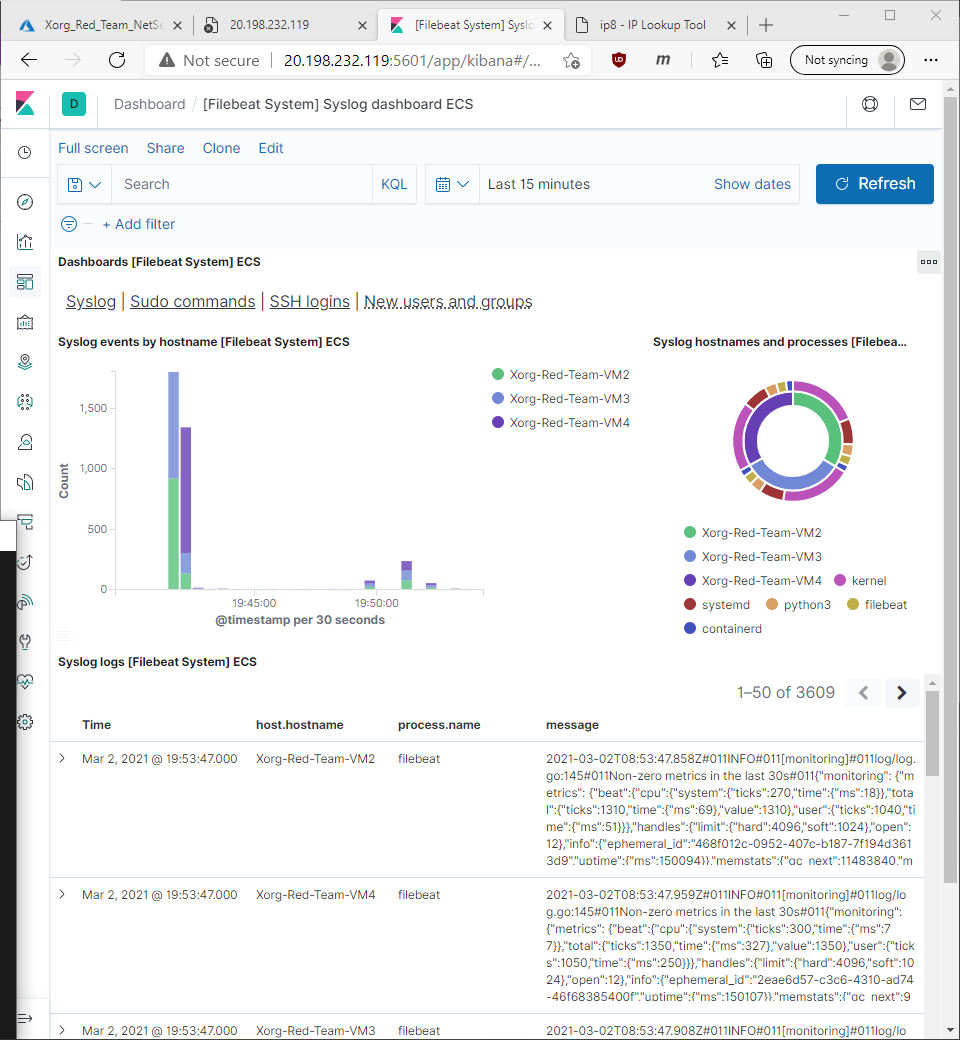 Xorg_Red_Team_NetSe
20.198.232.119
[Filebeat System] Syslo
ip8 - IP Lookup Tool
Not secure
20.198.232.119:5601/app/kibana#/...
m
Not syncing
D
Dashboard / [Filebeat System] Syslog dashboard ECS
Full screen Share Clone Edit
Search KQL
Last 15 minutes Show dates
Refresh
+ Add filter
Dashboards [Filebeat System] ECS
Syslog | Sudo commands | SSH logins | New users and groups
Syslog events by hostname [Filebeat System] ECS
1,500
1,000
500
0
Count
19:45:00 19:50:00
@timestamp per 30 seconds
Xorg-Red-Team-VM2
Xorg-Red-Team-VM3
Xorg-Red-Team-VM4
Syslog hostnames and processes [Filebea...
Xorg-Red-Team-VM2
Xorg-Red-Team-VM3
Xorg-Red-Team-VM4 kernel
systemd python3 filebeat
containerd
Syslog logs [Filebeat System] ECS
1–50 of 3609
Time host.hostname process.name message
Mar 2, 2021 @ 19:53:47.000 Xorg-Red-Team-VM2 filebeat
2021-03-02T08:53:47.858Z#011INFO#011[monitoring]#011log/log.
go:145#011Non-zero metrics in the last 30s#011{"monitoring": {"m
etrics": {"beat":{"cpu":{"system":{"ticks":270,"time":{"ms":18}},"tota
l":{"ticks":1310,"time":{"ms":69},"value":1310},"user":{"ticks":1040,"ti
me":{"ms":51}}},"handles":{"limit":{"hard":4096,"soft":1024},"open":
12},"info":{"ephemeral_id":"468f012c-0952-407c-b187-7f194d361
3d9","uptime":{"ms":150094}},"memstats":{"gc_next":11483840,"m
Mar 2, 2021 @ 19:53:47.000 Xorg-Red-Team-VM4 filebeat
2021-03-02T08:53:47.959Z#011INFO#011[monitoring]#011log/lo
g.go:145#011Non-zero metrics in the last 30s#011{"monitoring":
{"metrics": {"beat":{"cpu":{"system":{"ticks":300,"time":{"ms":7
7}},"total":{"ticks":1350,"time":{"ms":327},"value":1350},"user":{"tick
s":1050,"time":{"ms":250}}},"handles":{"limit":{"hard":4096,"soft":10
24},"open":12},"info":{"ephemeral_id":"2eae6d57-c3c6-4310-ad74
-46f68385400f","uptime":{"ms":150107}},"memstats":{"gc_next":9
Mar 2, 2021 @ 19:53:47.000 Xorg-Red-Team-VM3 filebeat
2021-03-02T08:53:47.908Z#011INFO#011[monitoring]#011log/lo